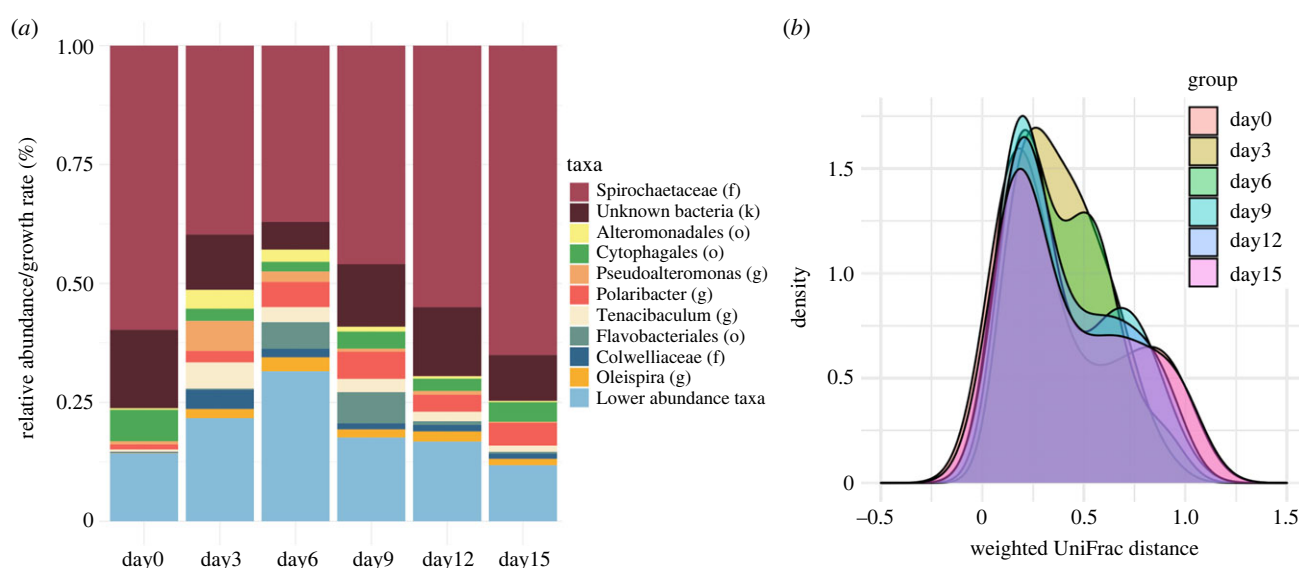 (a)
relative abundance/growth rate (%)
1.00
0.75
0.50
0.25
0
day0 day3 day6 day9 day12 day15
taxa
Spirochaetaceae (f)
Unknown bacteria (k)
Alteromonadales (o)
Cytophagales (o)
Pseudoalteromonas (g)
Polaribacter (g)
Tenacibaculum (g)
Flavobacteriales (o)
Colwelliaceae (f)
Oleispira (g)
Lower abundance taxa
(b)
density
1.5
1.0
0.5
0
–0.5 0 0.5 1.0 1.5
weighted UniFrac distance
group
day0
day3
day6
day9
day12
day15